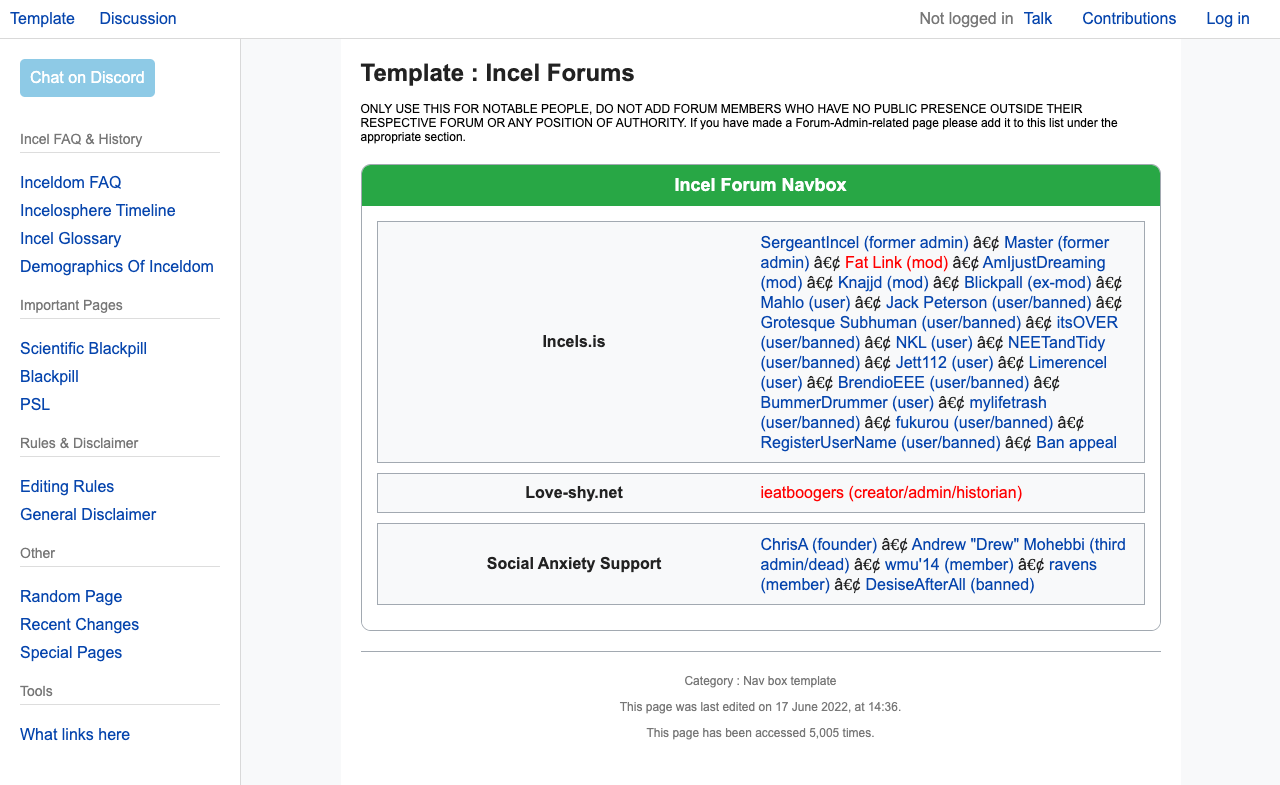 Template Discussion Not logged in Talk Contributions Log in
Chat on Discord
Incel FAQ & History
Inceldom FAQ
Incelosphere Timeline
Incel Glossary
Demographics Of Inceldom
Important Pages
Scientific Blackpill
Blackpill
PSL
Rules & Disclaimer
Editing Rules
General Disclaimer
Other
Random Page
Recent Changes
Special Pages
Tools
What links here
Template : Incel Forums
ONLY USE THIS FOR NOTABLE PEOPLE, DO NOT ADD FORUM MEMBERS WHO HAVE NO PUBLIC PRESENCE OUTSIDE THEIR
RESPECTIVE FORUM OR ANY POSITION OF AUTHORITY. If you have made a Forum-Admin-related page please add it to this list under the
appropriate section.
Incel Forum Navbox
Incels.is
SergeantIncel (former admin) â€¢ Master (former
admin) â€¢ Fat Link (mod) â€¢ AmIjustDreaming
(mod) â€¢ Knajjd (mod) â€¢ Blickpall (ex-mod) â€¢
Mahlo (user) â€¢ Jack Peterson (user/banned) â€¢
Grotesque Subhuman (user/banned) â€¢ itsOVER
(user/banned) â€¢ NKL (user) â€¢ NEETandTidy
(user/banned) â€¢ Jett112 (user) â€¢ Limerencel
(user) â€¢ BrendioEEE (user/banned) â€¢
BummerDrummer (user) â€¢ mylifetrash
(user/banned) â€¢ fukurou (user/banned) â€¢
RegisterUserName (user/banned) â€¢ Ban appeal
Love-shy.net
ieatboogers (creator/admin/historian)
Social Anxiety Support
ChrisA (founder) â€¢ Andrew "Drew" Mohebbi (third
admin/dead) â€¢ wmu'14 (member) â€¢ ravens
(member) â€¢ DesiseAfterAll (banned)
Category : Nav box template
This page was last edited on 17 June 2022, at 14:36.
This page has been accessed 5,005 times.